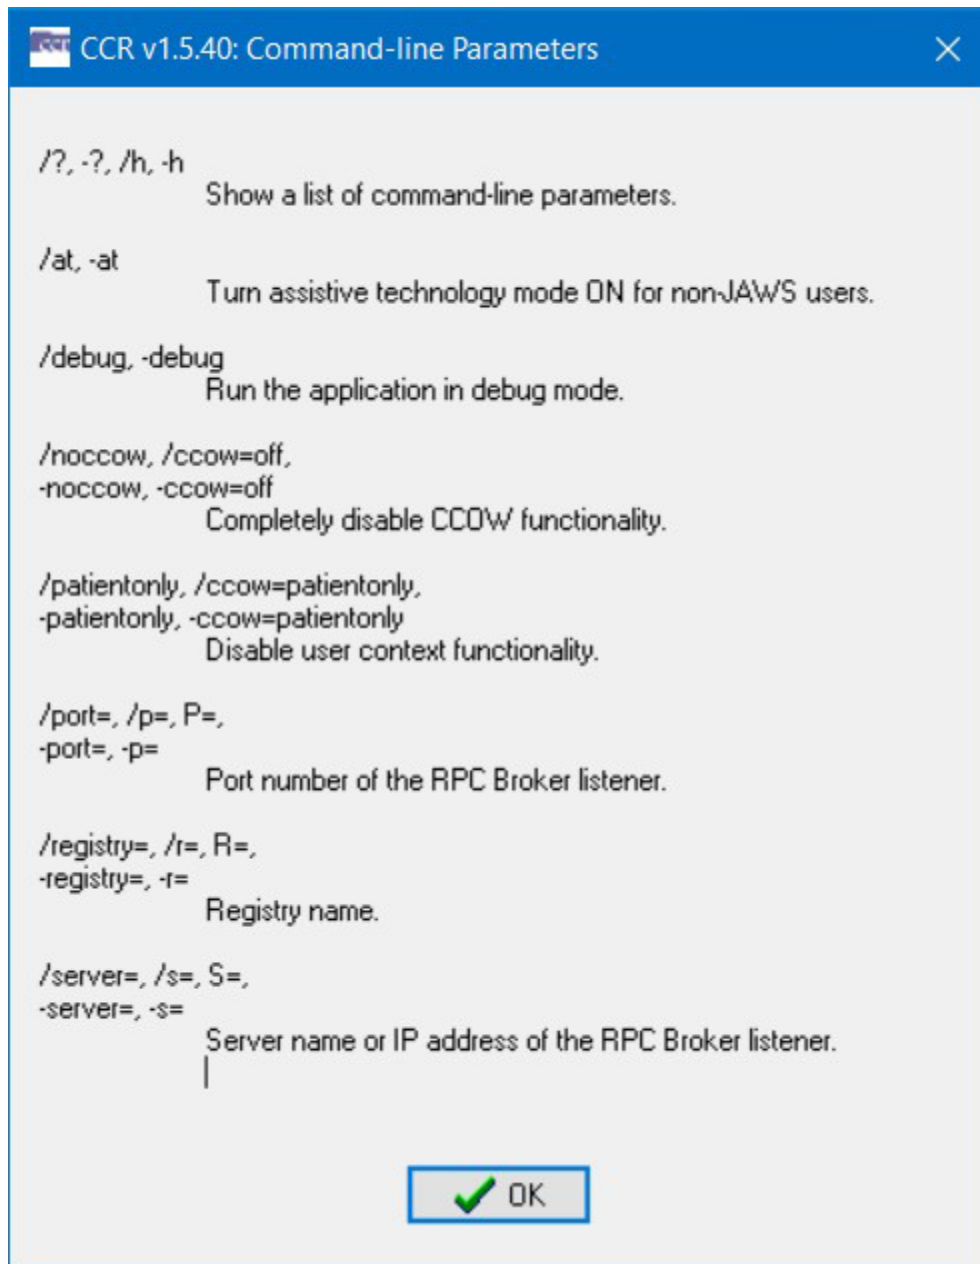 ccr CCR v1.5.40: Command-line Parameters
/?, -?, /h, -h
Show a list of command-line parameters.
/at, -at
Turn assistive technology mode ON for non-JAWS users.
/debug, -debug
Run the application in debug mode.
/noccow, /ccow=off,
-noccow, -ccow=off
Completely disable CCOW functionality.
/patientonly, /ccow=patientonly,
-patientonly, -ccow=patientonly
Disable user context functionality.
/port=, /p=, P=,
-port=, -p=
Port number of the RPC Broker listener.
/registry=, /r=, R=,
-registry=, -r=
Registry name.
/server=, /s=, S=,
-server=, -s=
Server name or IP address of the RPC Broker listener.
OK